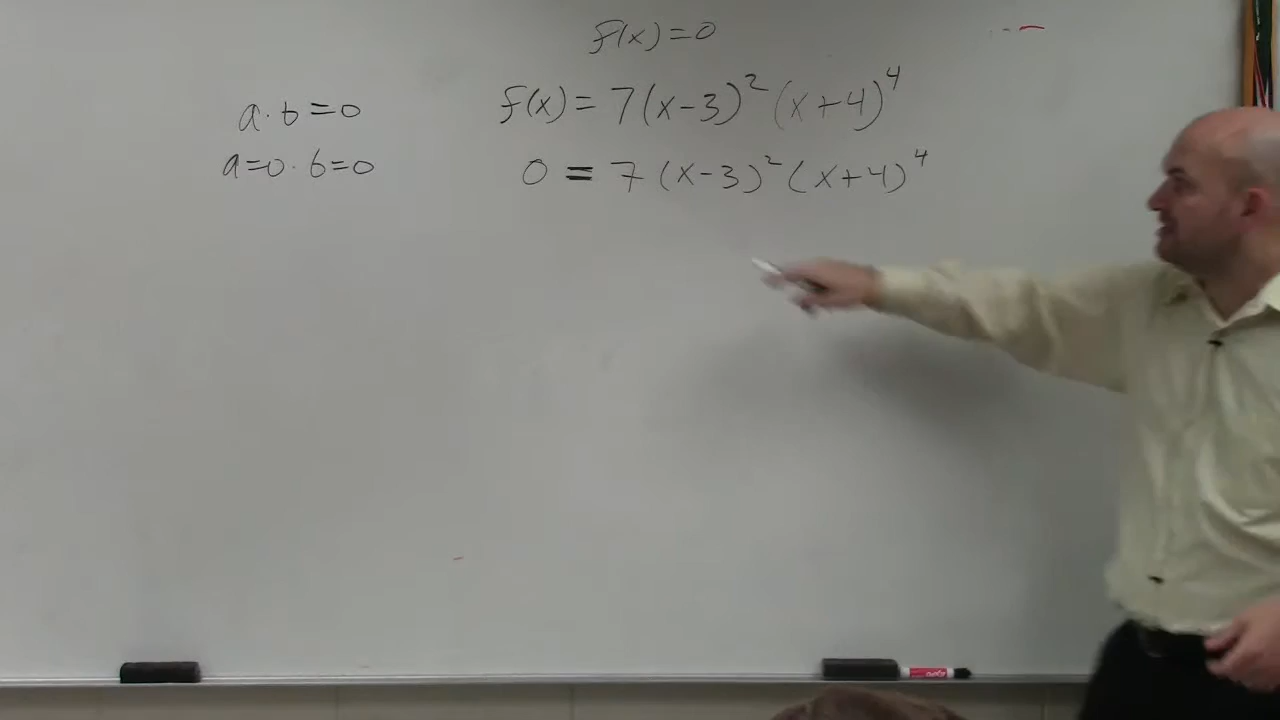 f(x)=0
f(x)=7(x-3)²(x+4)⁴
0=7(x-3)²(x+4)⁴
a·b=0
a=0·b=0